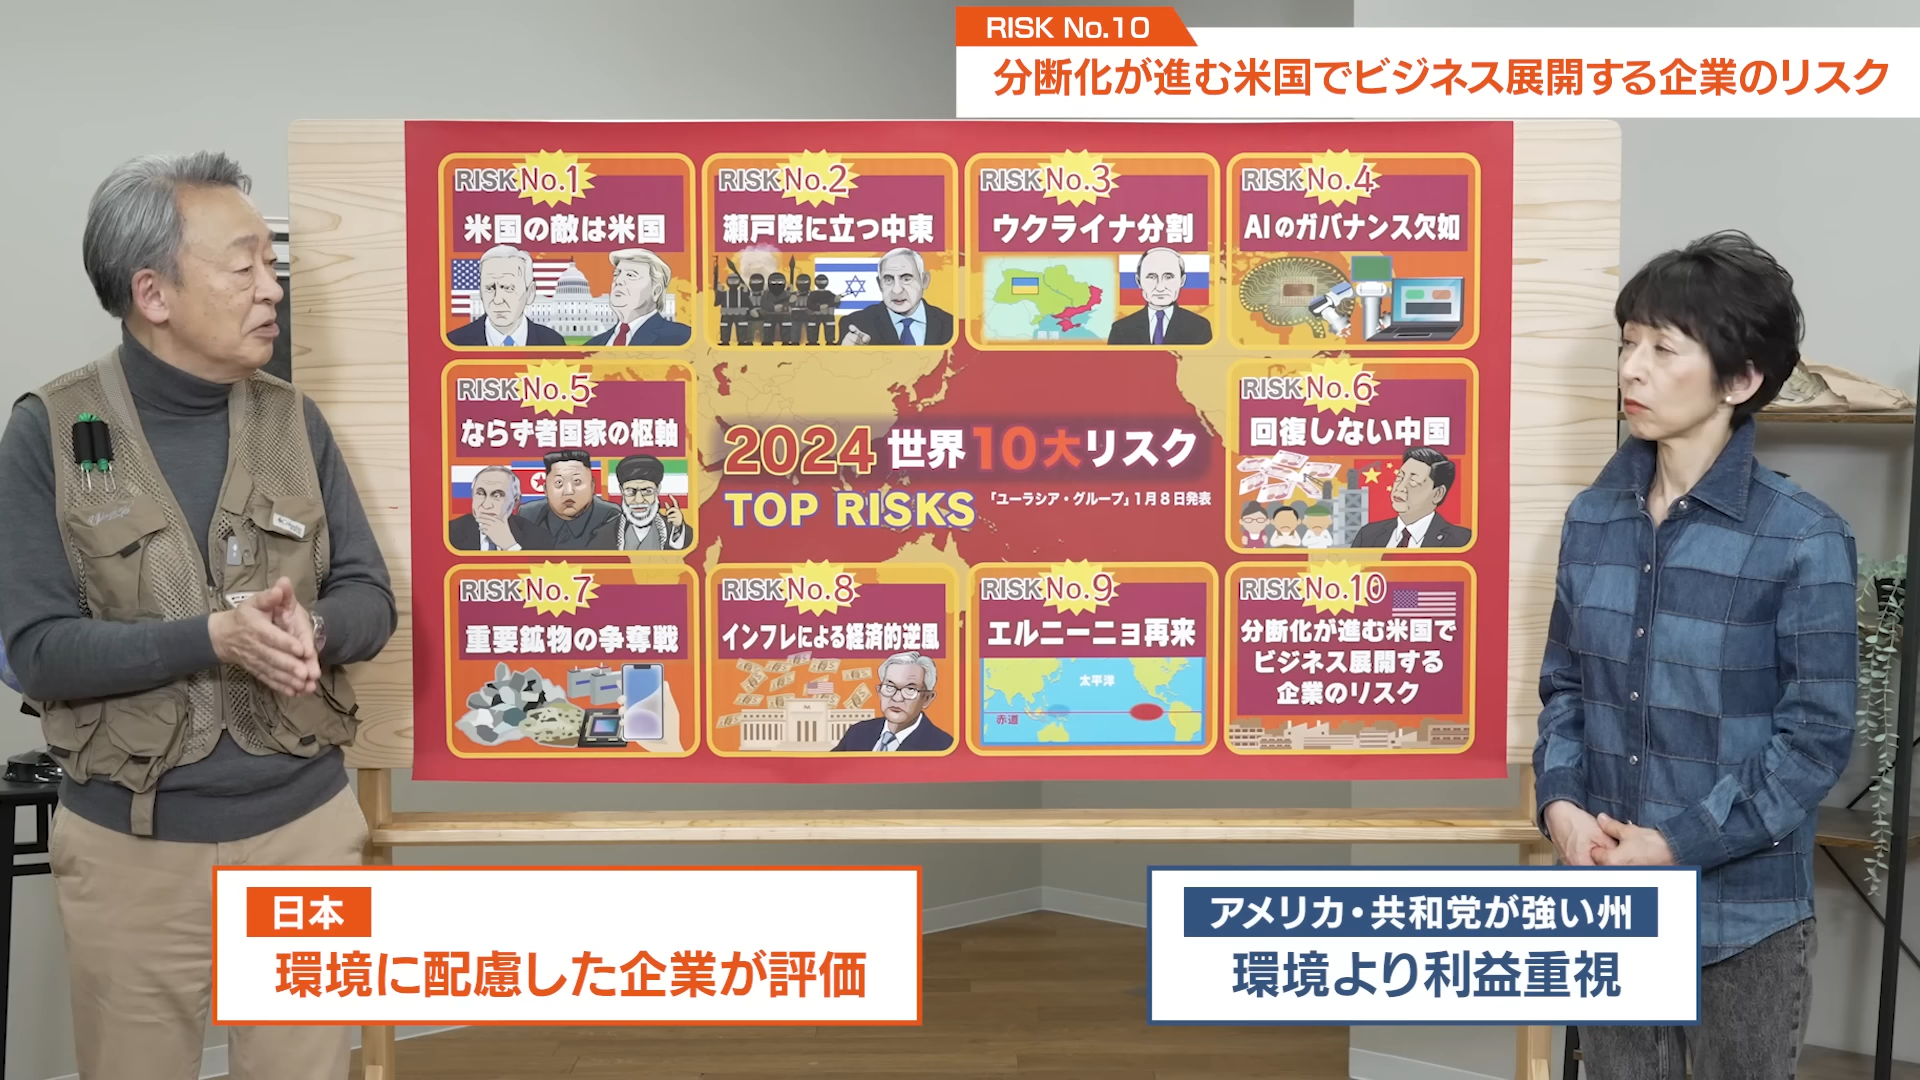 RISK No.10
分断化が進む米国でビジネス展開する企業のリスク
RISK No.1
米国の敵は米国
RISK No.2
瀬戸際に立つ中東
RISK No.3
ウクライナ分割
RISK No.4
AIのガバナンス欠如
RISK No.5
ならず者国家の枢軸
2024 世界10大リスク
TOP RISKS
「ユーラシア・グループ」1月8日発表
RISK No.6
回復しない中国
RISK No.7
重要鉱物の争奪戦
RISK No.8
インフレによる経済的逆風
RISK No.9
エルニーニョ再来
太平洋
赤道
RISK No.10
分断化が進む米国で
ビジネス展開する
企業のリスク
日本
環境に配慮した企業が評価
アメリカ・共和党が強い州
環境より利益重視